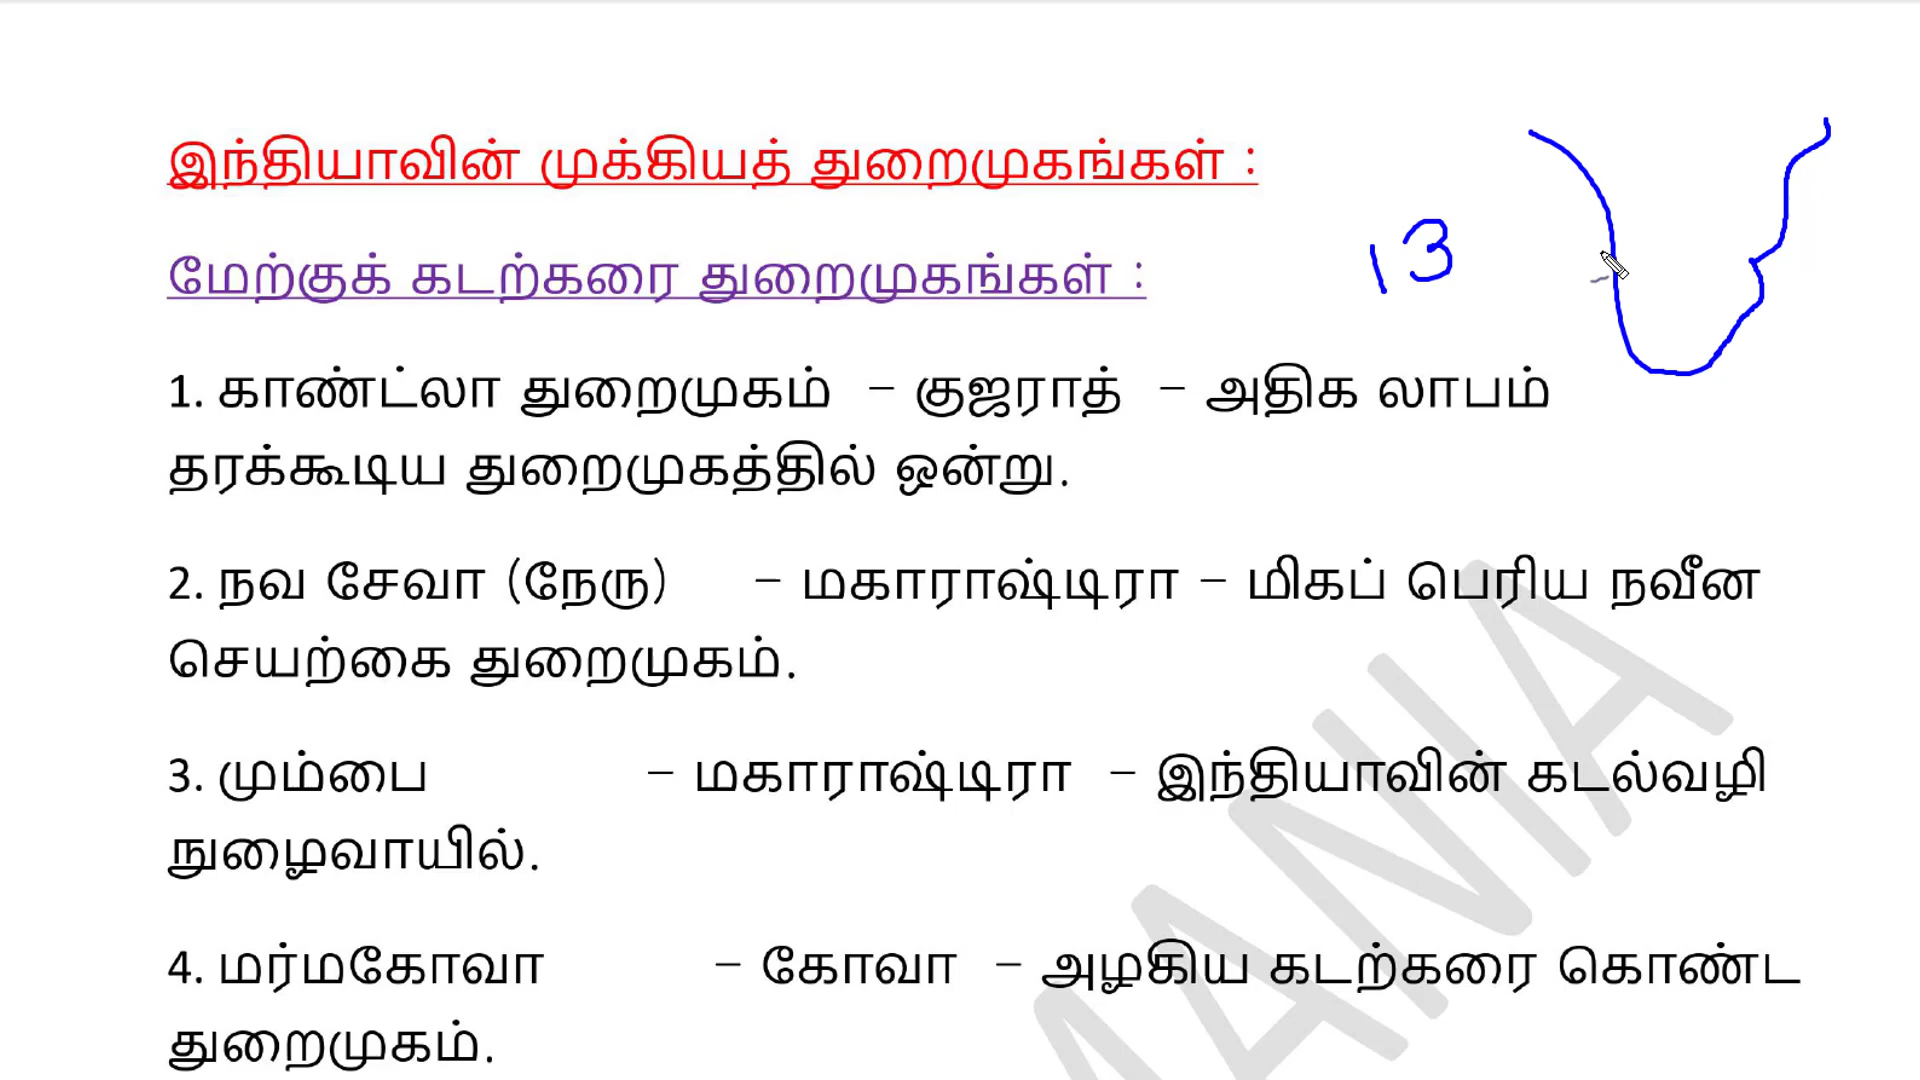 இந்தியாவின் முக்கியத் துறைமுகங்கள் :
13
மேற்குக் கடற்கரை துறைமுகங்கள் :
1. காண்ட்லா துறைமுகம் – குஜராத் – அதிக லாபம்
தரக்கூடிய துறைமுகத்தில் ஒன்று.
2. நவ சேவா (நேரு) – மகாராஷ்டிரா – மிகப் பெரிய நவீன
செயற்கை துறைமுகம்.
3. மும்பை – மகாராஷ்டிரா – இந்தியாவின் கடல்வழி
நுழைவாயில்.
4. மர்மகோவா – கோவா – அழகிய கடற்கரை கொண்ட
துறைமுகம்.
MANIA